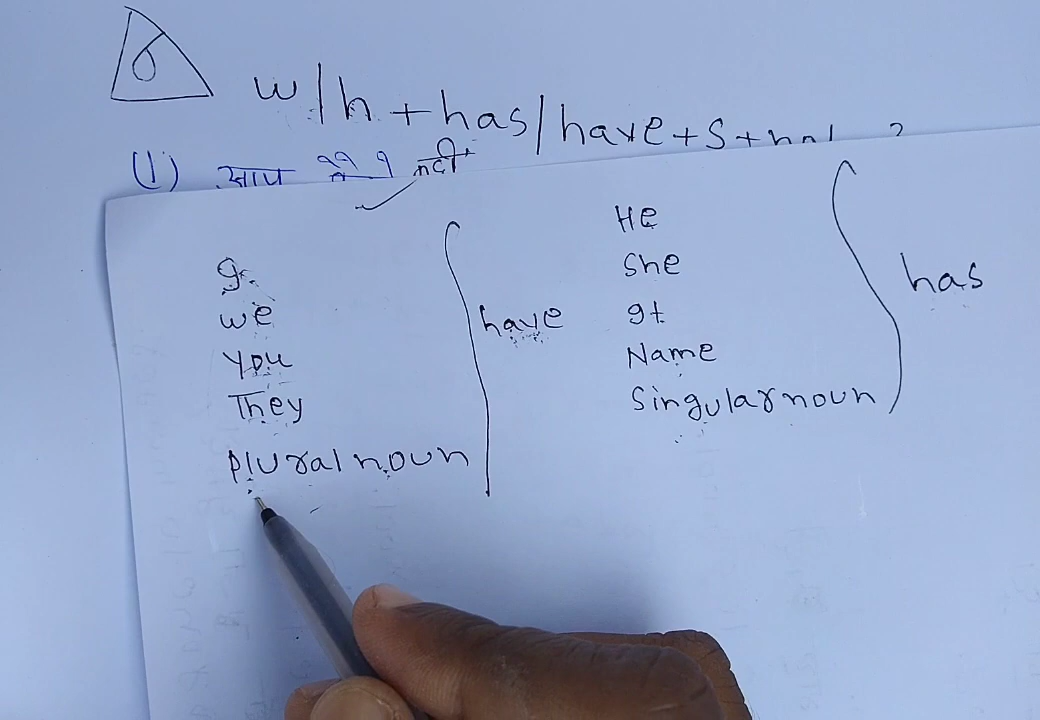 6
w/h + has/have + S + not ?
(1) आप नदी
I
we
you
They
plural noun
have
He
She
It
Name
Singular noun
has